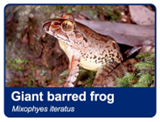 Giant barred frog
Mixophyes iteratus